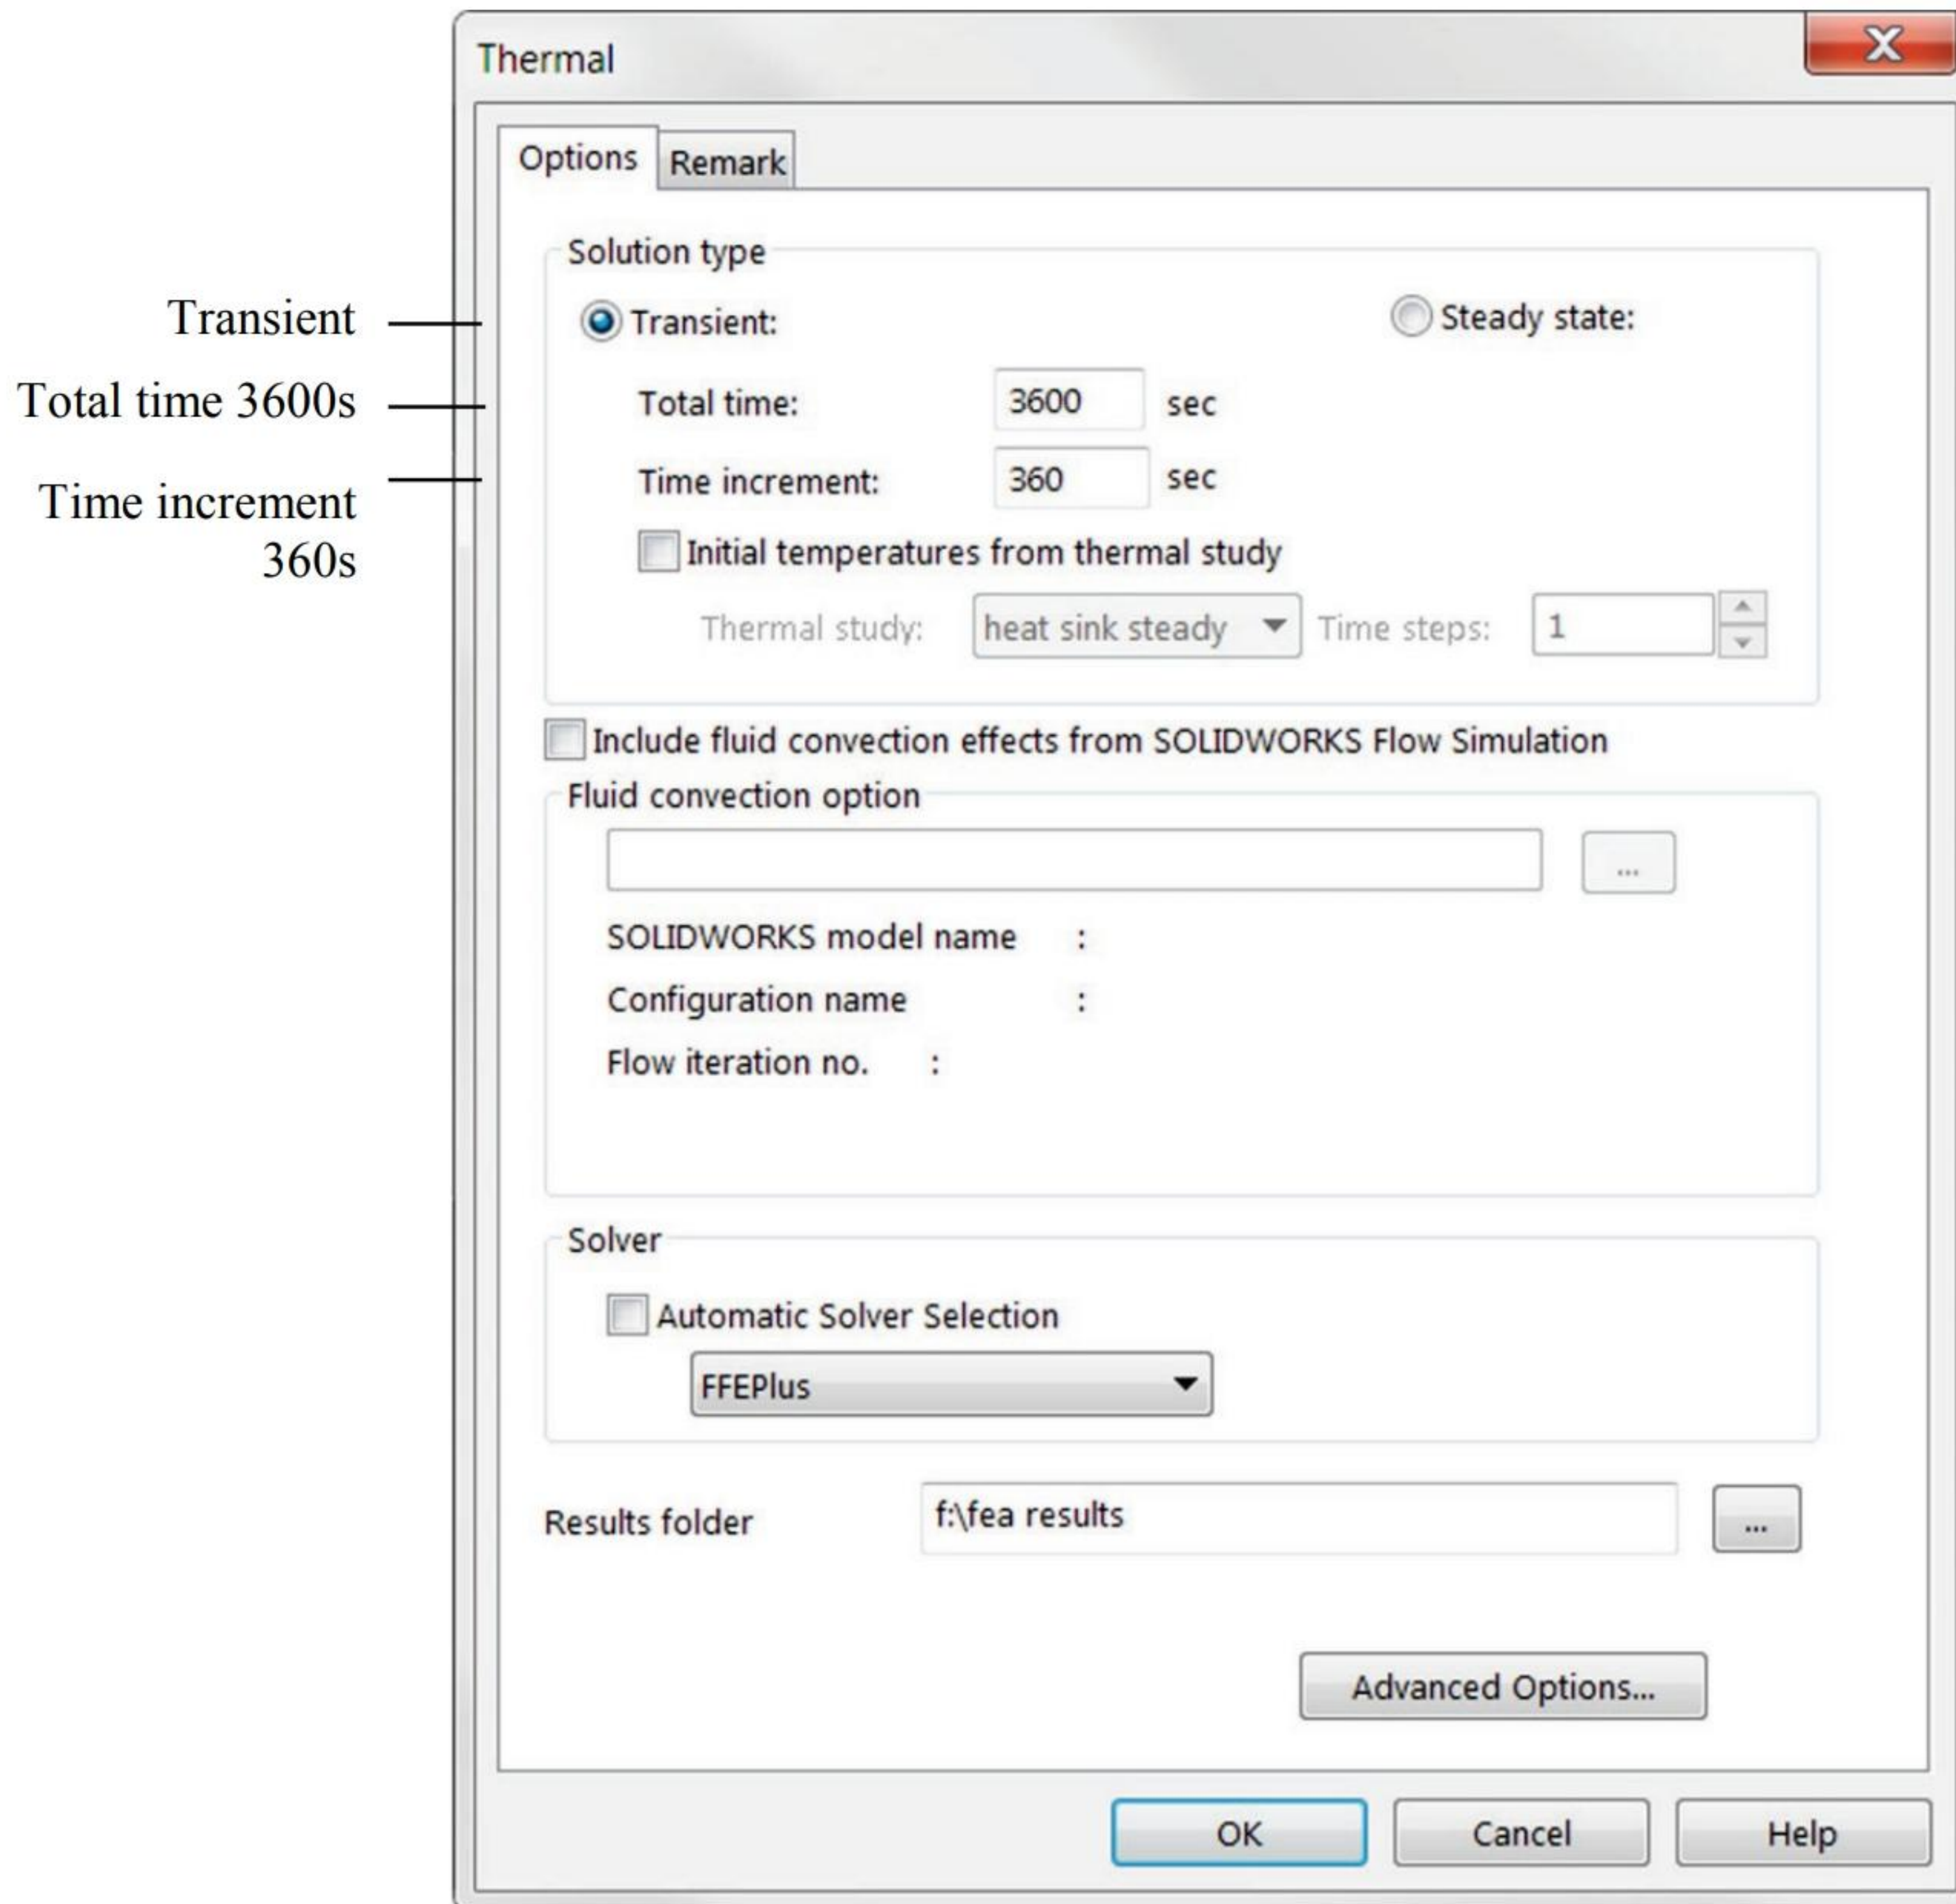 Thermal
Options Remark
Solution type
Transient
Transient: Steady state:
Total time 3600s
Total time: 3600 sec
Time increment
360s
Time increment: 360 sec
Initial temperatures from thermal study
Thermal study: heat sink steady Time steps: 1
Include fluid convection effects from SOLIDWORKS Flow Simulation
Fluid convection option
...
SOLIDWORKS model name :
Configuration name :
Flow iteration no. :
Solver
Automatic Solver Selection
FFEPlus
Results folder f:\fea results ...
Advanced Options...
OK Cancel Help